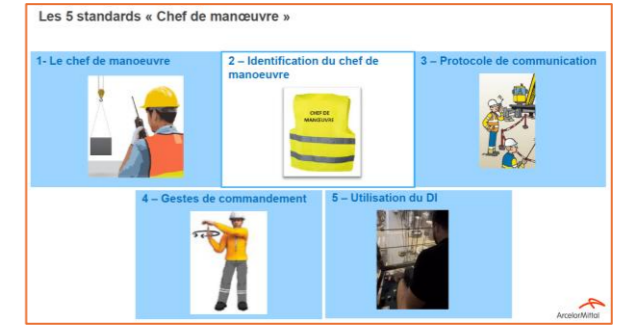 Les 5 standards « Chef de manœuvre »
1- Le chef de manoeuvre
2 – Identification du chef de
manoeuvre
CHEF DE
MANŒUVRE
3 – Protocole de communication
4 – Gestes de commandement
5 – Utilisation du DI
ArcelorMittal